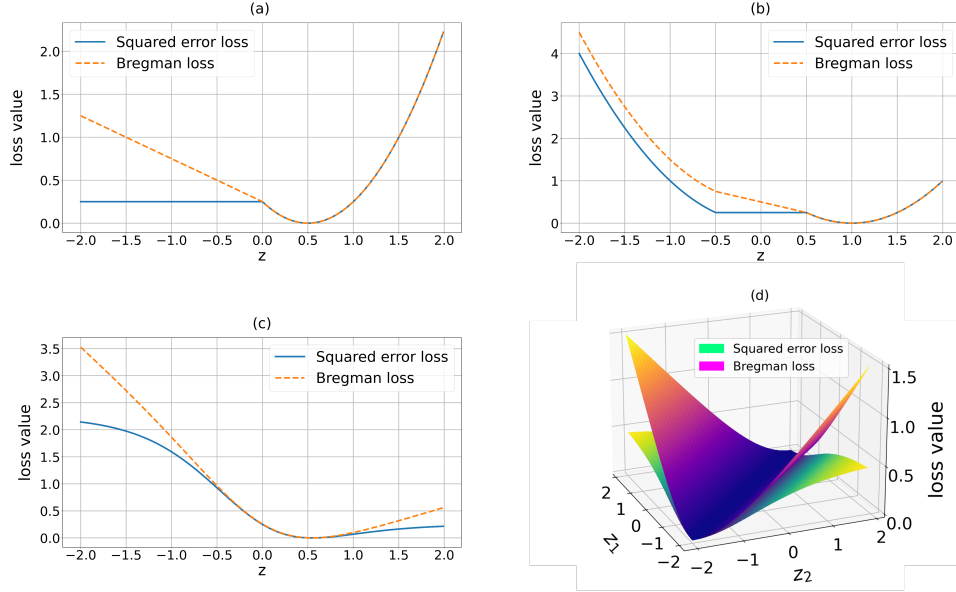 (a)
Squared error loss
Bregman loss
loss value
2.0
1.5
1.0
0.5
0.0
−2.0 −1.5 −1.0 −0.5 0.0 0.5 1.0 1.5 2.0
z
(b)
Squared error loss
Bregman loss
loss value
4
3
2
1
0
−2.0 −1.5 −1.0 −0.5 0.0 0.5 1.0 1.5 2.0
z
(c)
Squared error loss
Bregman loss
loss value
3.5
3.0
2.5
2.0
1.5
1.0
0.5
0.0
−2.0 −1.5 −1.0 −0.5 0.0 0.5 1.0 1.5 2.0
z
(d)
Squared error loss
Bregman loss
1.5
1.0
0.5
0.0
loss value
2
1
0
−1
−2
z₁
−2 −1 0 1 2
z₂